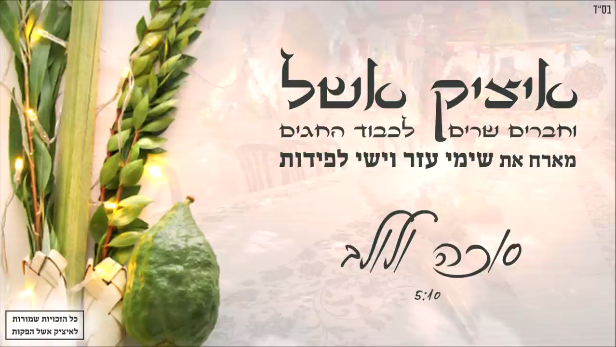 בס״ד
איציק אשל
וחברים שרים לכבוד החגים
מארח את שימי עזר וישי לפידות
סוכה ולולב
5:10
כל הזכויות שמורות
לאיציק אשל הפקות